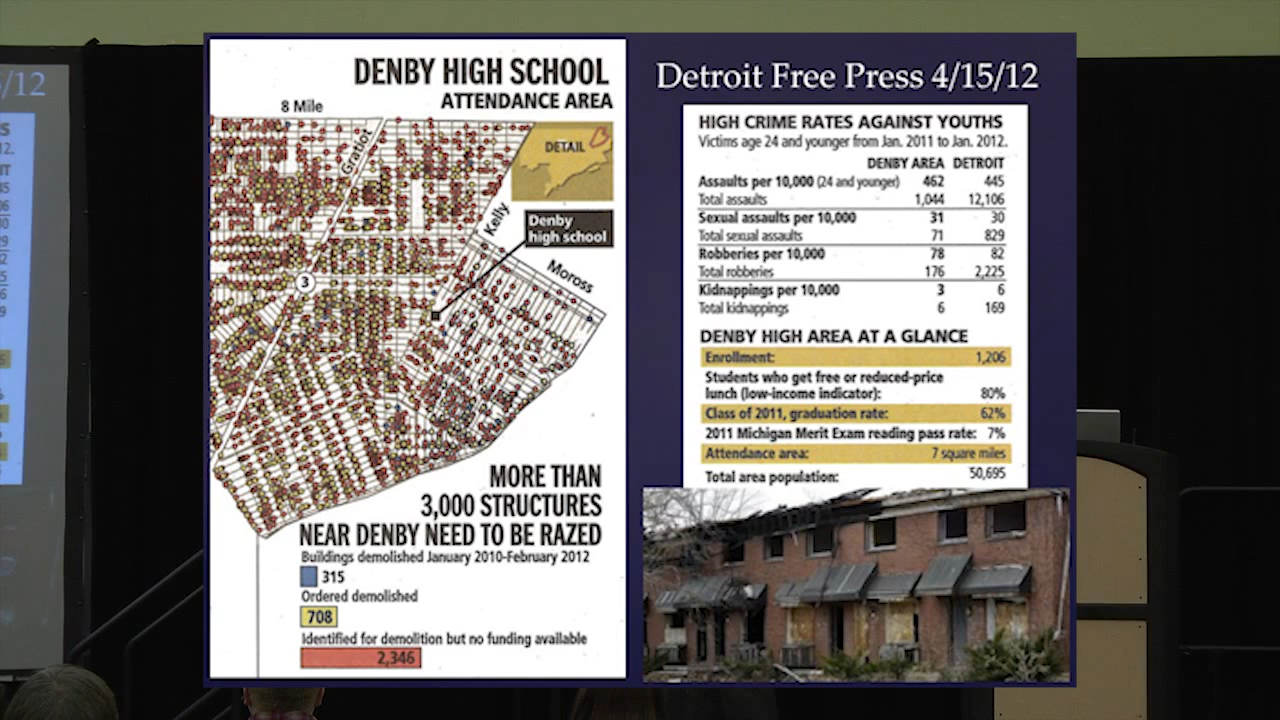 DENBY HIGH SCHOOL
ATTENDANCE AREA
8 Mile
Gratiot
DETAIL
Kelly
Denby
high school
Moross
3
MORE THAN
3,000 STRUCTURES
NEAR DENBY NEED TO BE RAZED
Buildings demolished January 2010-February 2012
315
Ordered demolished
708
Identified for demolition but no funding available
2,346
Detroit Free Press 4/15/12
HIGH CRIME RATES AGAINST YOUTHS
Victims age 24 and younger from Jan. 2011 to Jan. 2012.
DENBY AREA DETROIT
Assaults per 10,000 (24 and younger) 462 445
Total assaults 1,044 12,106
Sexual assaults per 10,000 31 30
Total sexual assaults 71 829
Robberies per 10,000 78 82
Total robberies 176 2,225
Kidnappings per 10,000 3 6
Total kidnappings 6 169
DENBY HIGH AREA AT A GLANCE
Enrollment: 1,206
Students who get free or reduced-price
lunch (low-income indicator): 80%
Class of 2011, graduation rate: 62%
2011 Michigan Merit Exam reading pass rate: 7%
Attendance area: 7 square miles
Total area population: 50,695
/12
12.